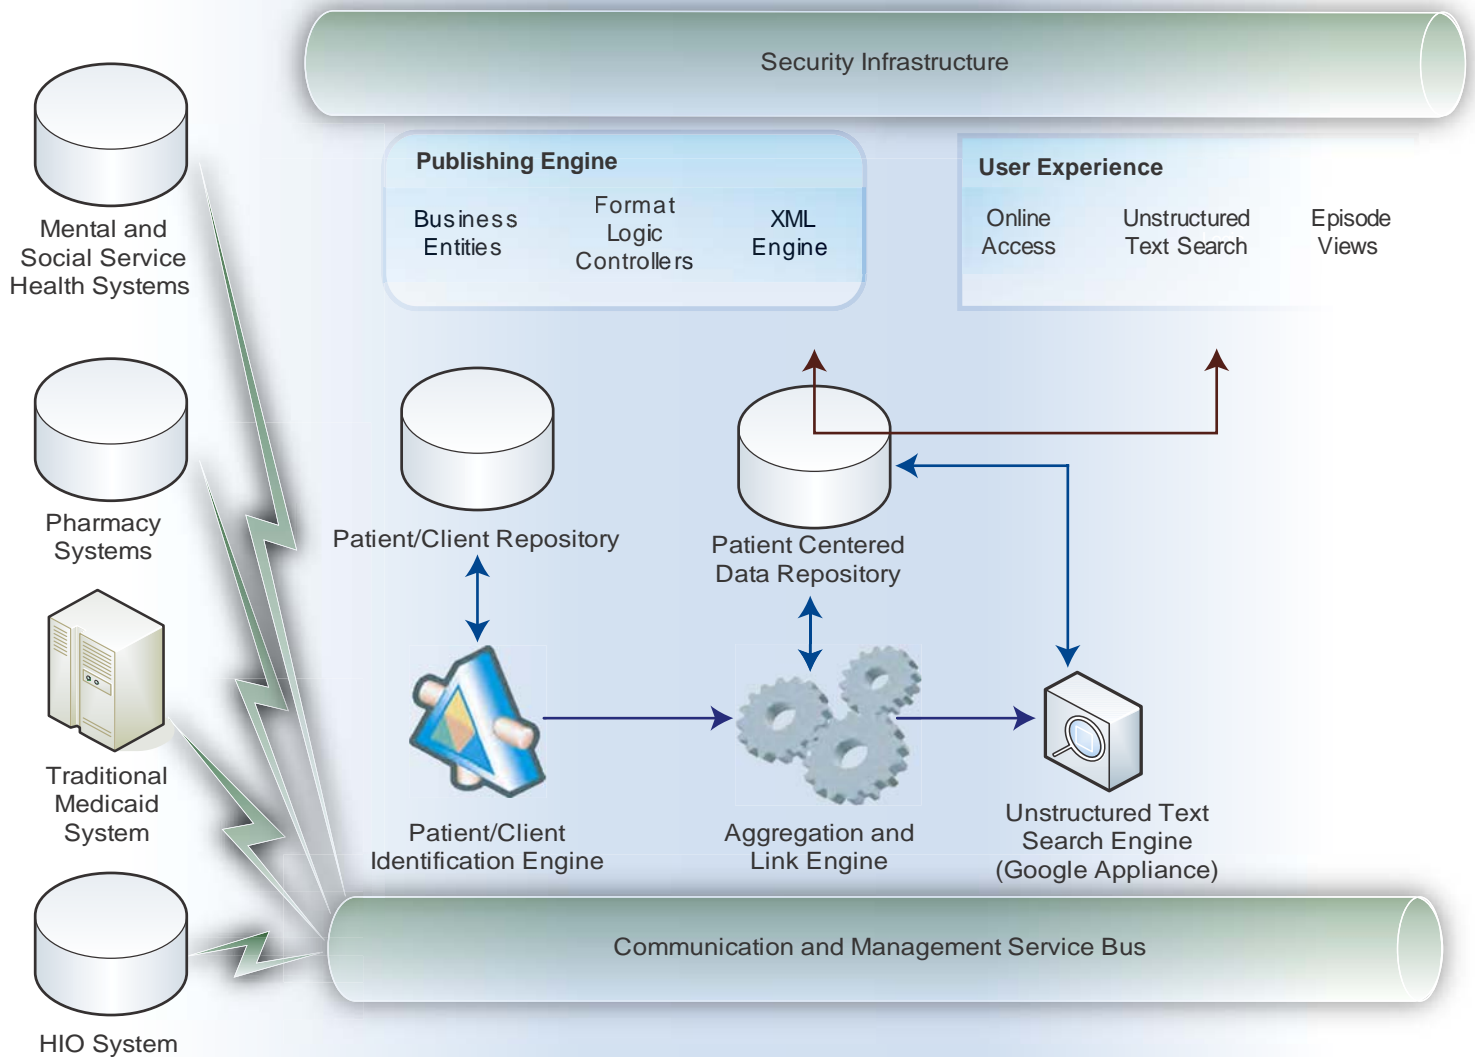 Security Infrastructure
Publishing Engine
Business
Entities
Format
Logic
Controllers
XML
Engine
User Experience
Online
Access
Unstructured
Text Search
Episode
Views
Mental and
Social Service
Health Systems
Pharmacy
Systems
Traditional
Medicaid
System
HIO System
Patient/Client Repository
Patient Centered
Data Repository
Patient/Client
Identification Engine
Aggregation and
Link Engine
Unstructured Text
Search Engine
(Google Appliance)
Communication and Management Service Bus